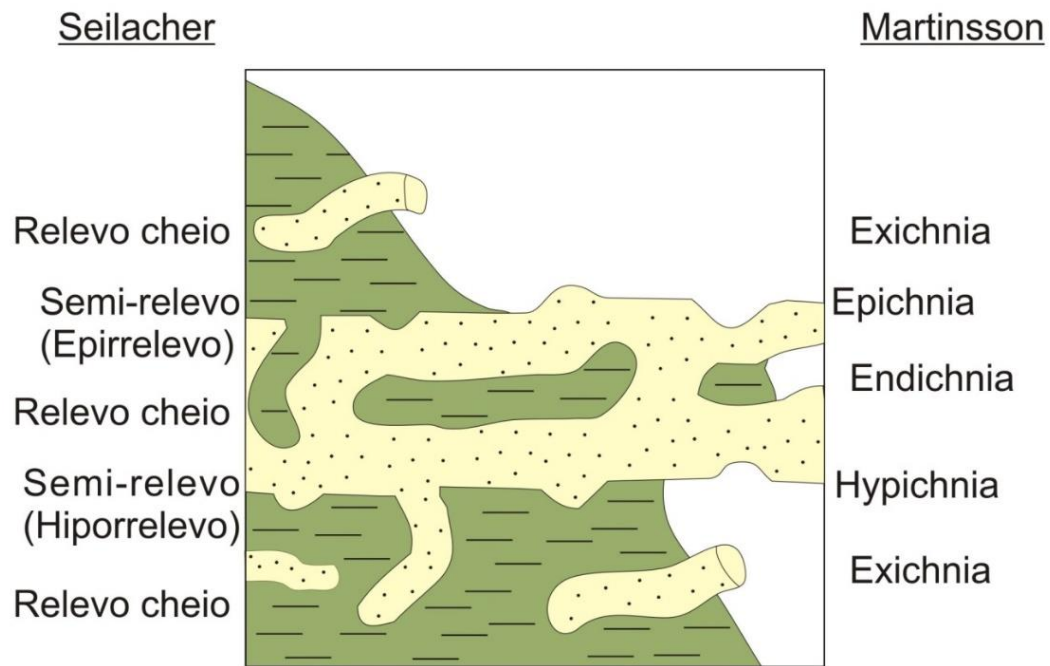 Seilacher
Martinsson
Relevo cheio
Exichnia
Semi-relevo
(Epirrelevo)
Epichnia
Relevo cheio
Endichnia
Semi-relevo
(Hiporrelevo)
Hypichnia
Relevo cheio
Exichnia